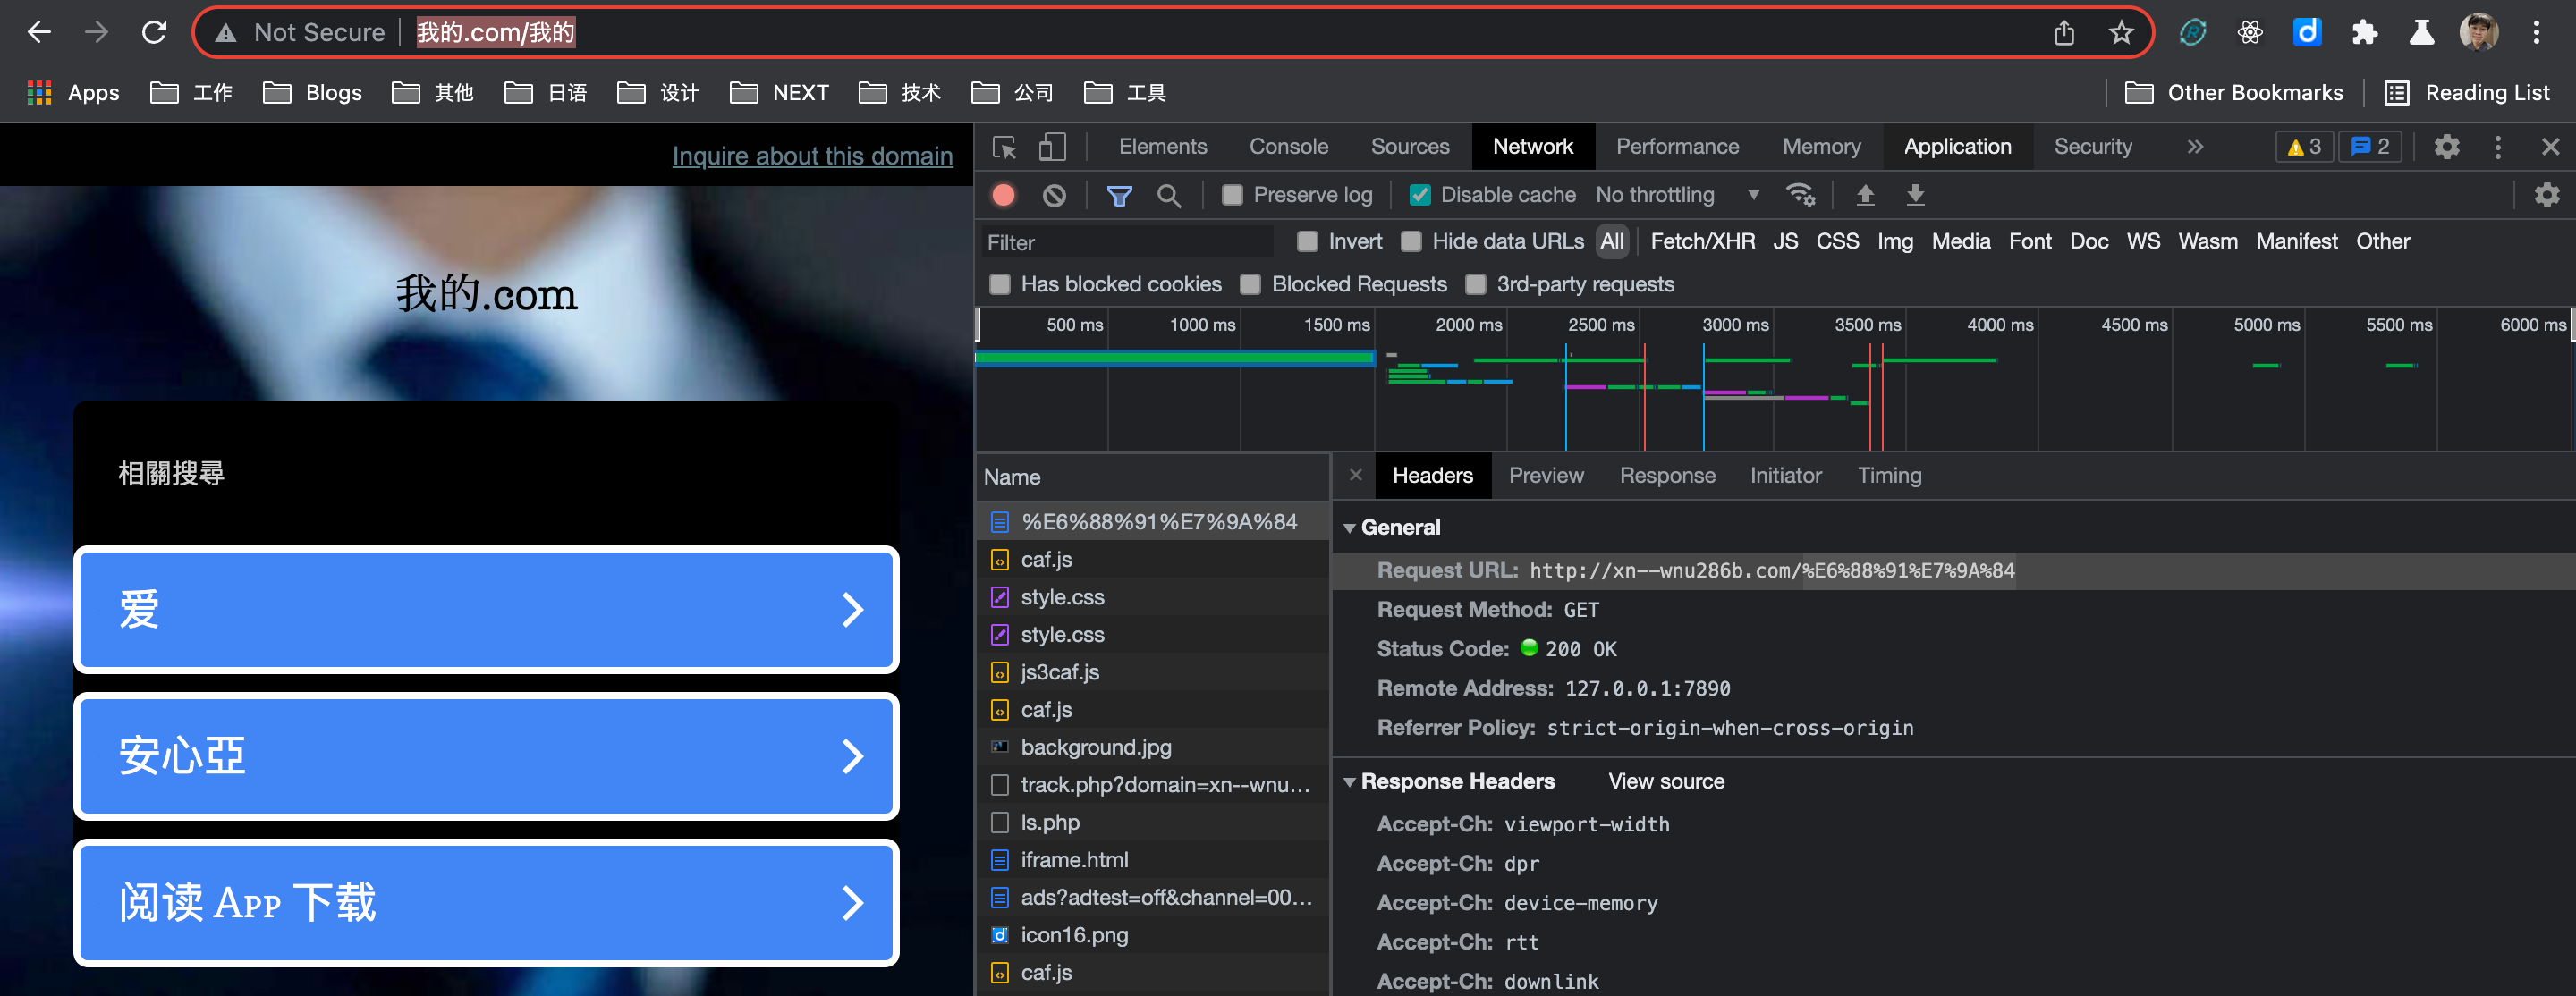 Not Secure 我的.com/我的
Apps 工作 Blogs 其他 日语 设计 NEXT 技术 公司 工具 Other Bookmarks Reading List
Inquire about this domain
我的.com
相關搜尋
爱
安心亞
阅读 App 下载
Elements Console Sources Network Performance Memory Application Security 3 2
Preserve log Disable cache No throttling
Filter Invert Hide data URLs All Fetch/XHR JS CSS Img Media Font Doc WS Wasm Manifest Other
Has blocked cookies Blocked Requests 3rd-party requests
500 ms 1000 ms 1500 ms 2000 ms 2500 ms 3000 ms 3500 ms 4000 ms 4500 ms 5000 ms 5500 ms 6000 ms
Name
%E6%88%91%E7%9A%84
caf.js
style.css
style.css
js3caf.js
caf.js
background.jpg
track.php?domain=xn--wnu...
ls.php
iframe.html
ads?adtest=off&channel=00...
icon16.png
caf.js
Headers Preview Response Initiator Timing
General
Request URL: http://xn--wnu286b.com/%E6%88%91%E7%9A%84
Request Method: GET
Status Code: 200 OK
Remote Address: 127.0.0.1:7890
Referrer Policy: strict-origin-when-cross-origin
Response Headers View source
Accept-Ch: viewport-width
Accept-Ch: dpr
Accept-Ch: device-memory
Accept-Ch: rtt
Accept-Ch: downlink